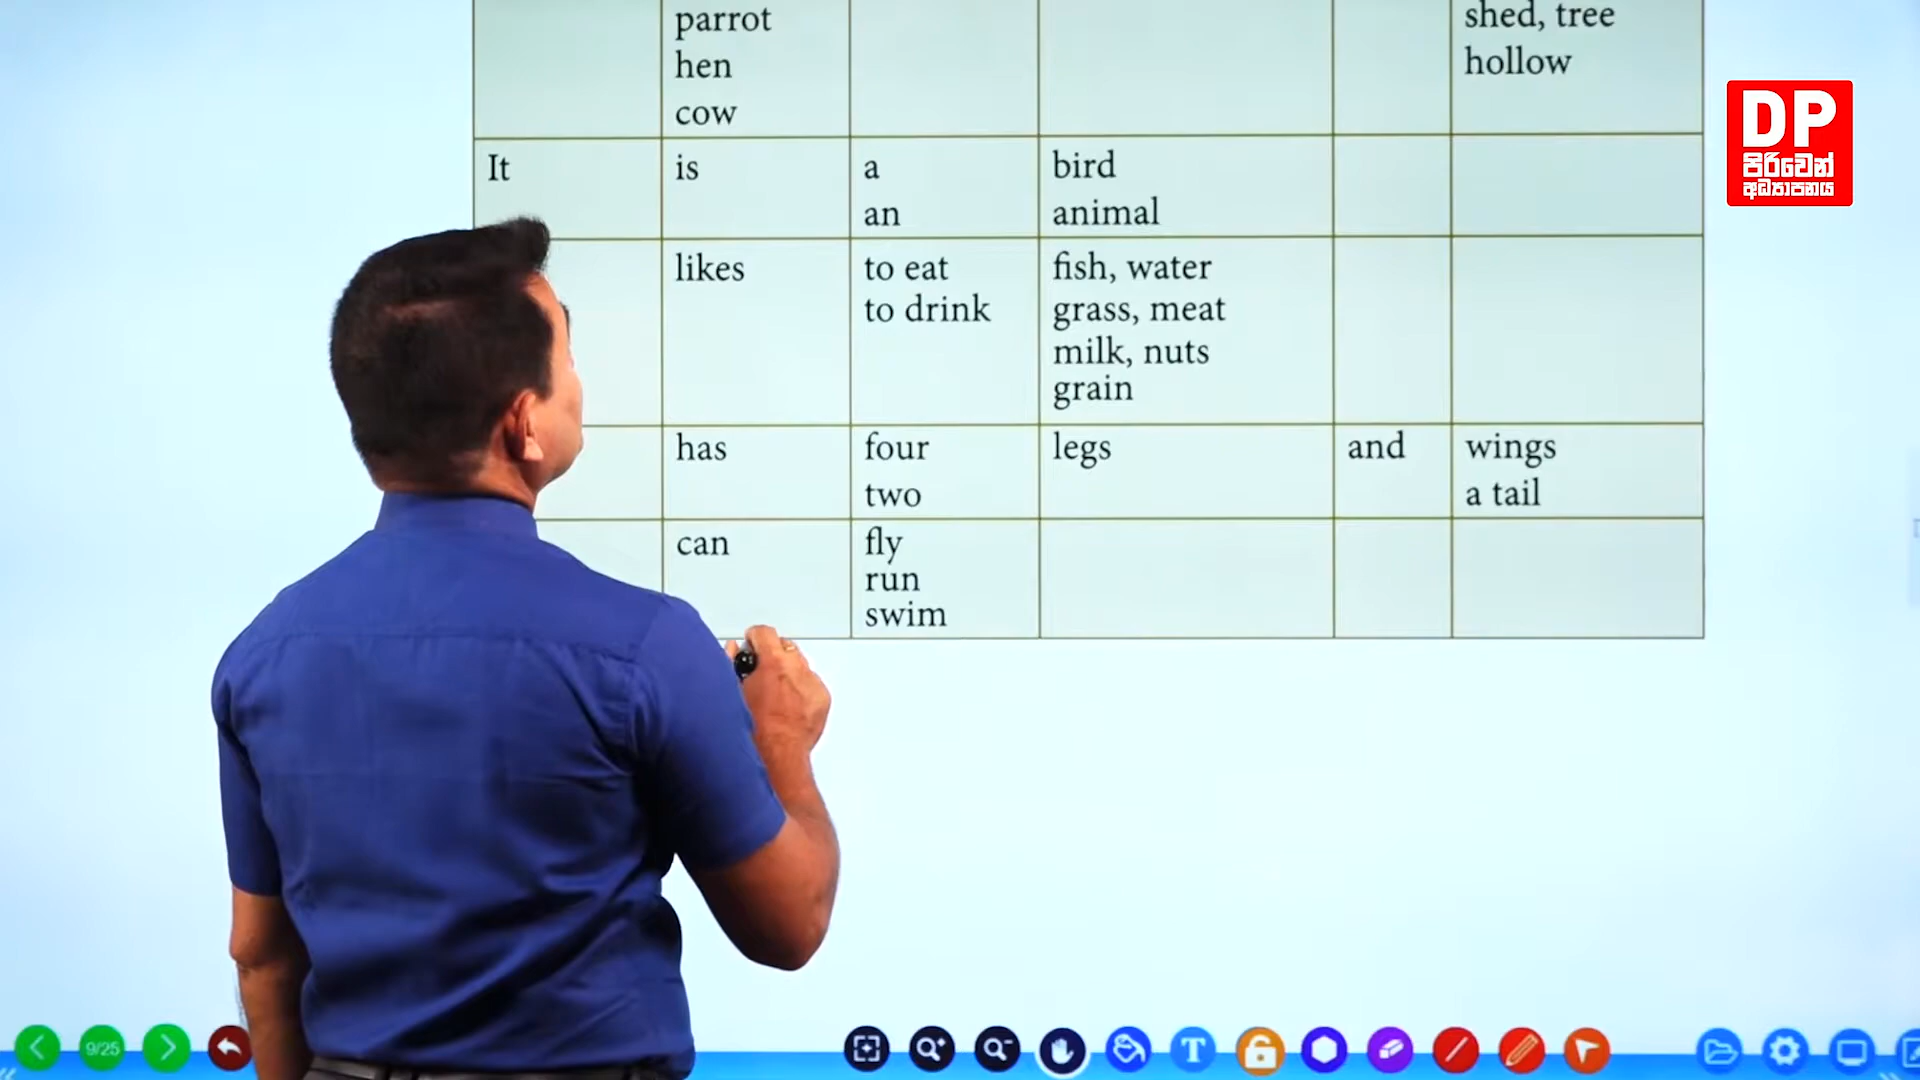 parrot
hen
cow
shed, tree
hollow
It
is
a
an
bird
animal
likes
to eat
to drink
fish, water
grass, meat
milk, nuts
grain
has
four
two
legs
and
wings
a tail
can
fly
run
swim
DP
පිරිවෙන්
අධ්‍යාපනය
9/25
T